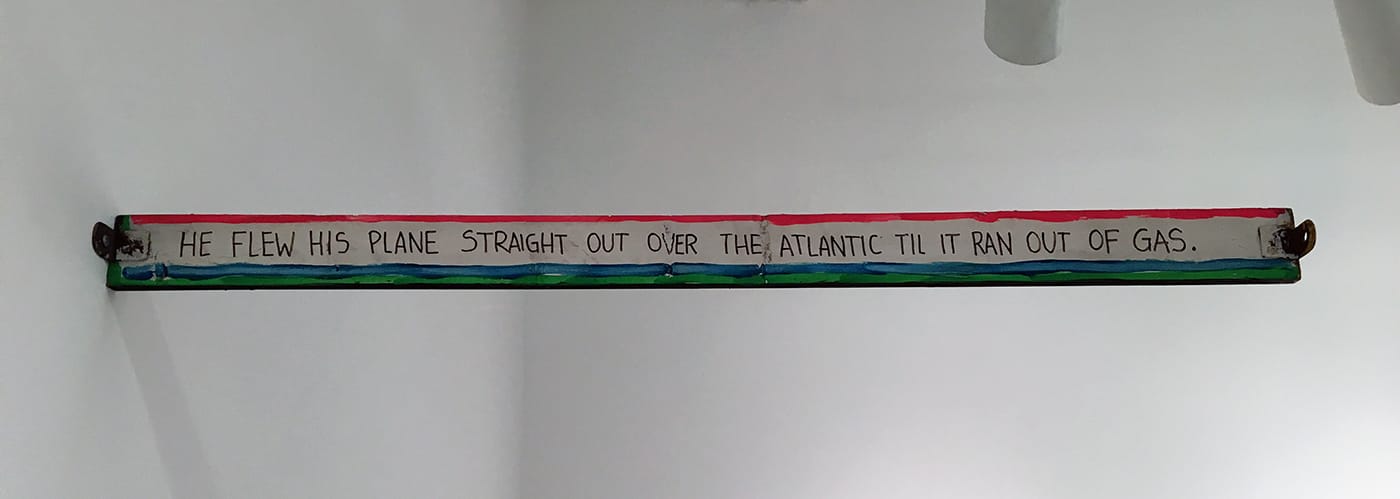 HE FLEW HIS PLANE STRAIGHT OUT OVER THE ATLANTIC TIL IT RAN OUT OF GAS.